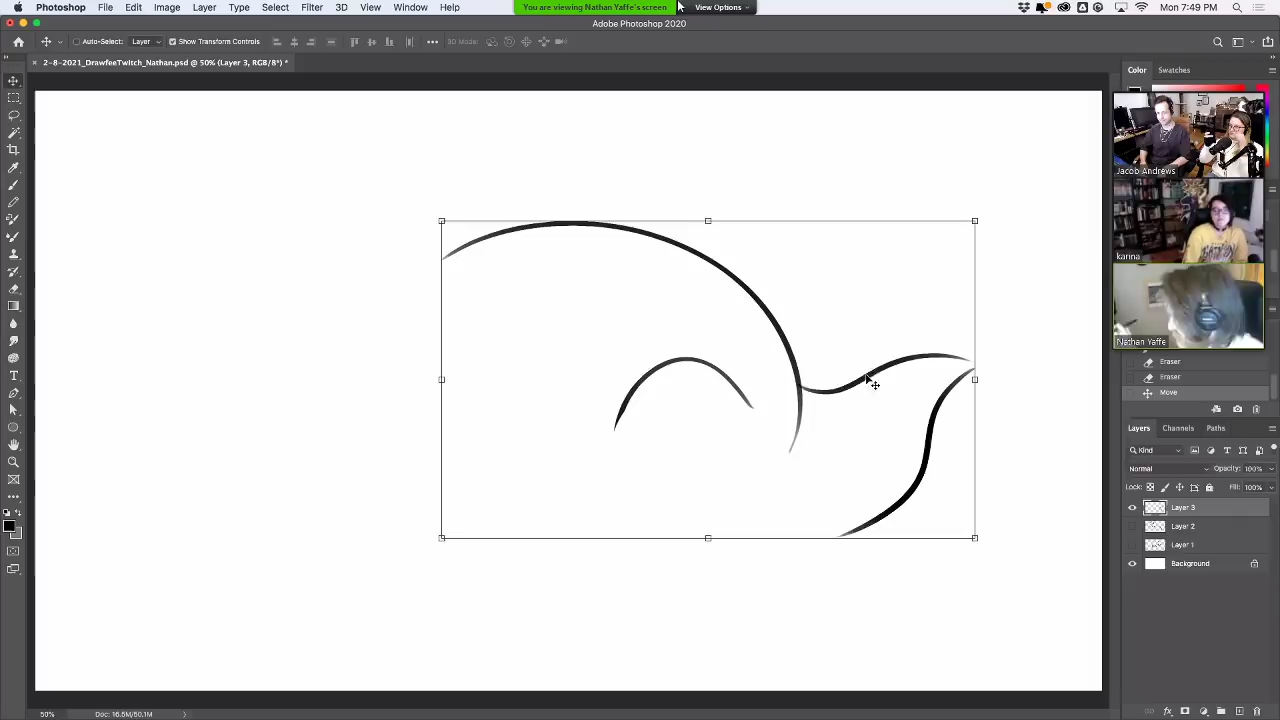 Photoshop File Edit Image Layer Type Select Filter 3D View Window Help
You are viewing Nathan Yaffe's screen View Options
Mon 7:49 PM
Adobe Photoshop 2020
Auto-Select: Layer Show Transform Controls 3D Mode:
2-8-2021_DrawfeeTwitch_Nathan.psd @ 50% (Layer 3, RGB/8*) *
Color Swatches
Jacob Andrews
karina
Nathan Yaffe
Eraser
Eraser
Move
Layers Channels Paths
Kind
Normal Opacity: 100%
Lock: Fill: 100%
Layer 3
Layer 2
Layer 1
Background
50% Doc: 16.6M/50.1M